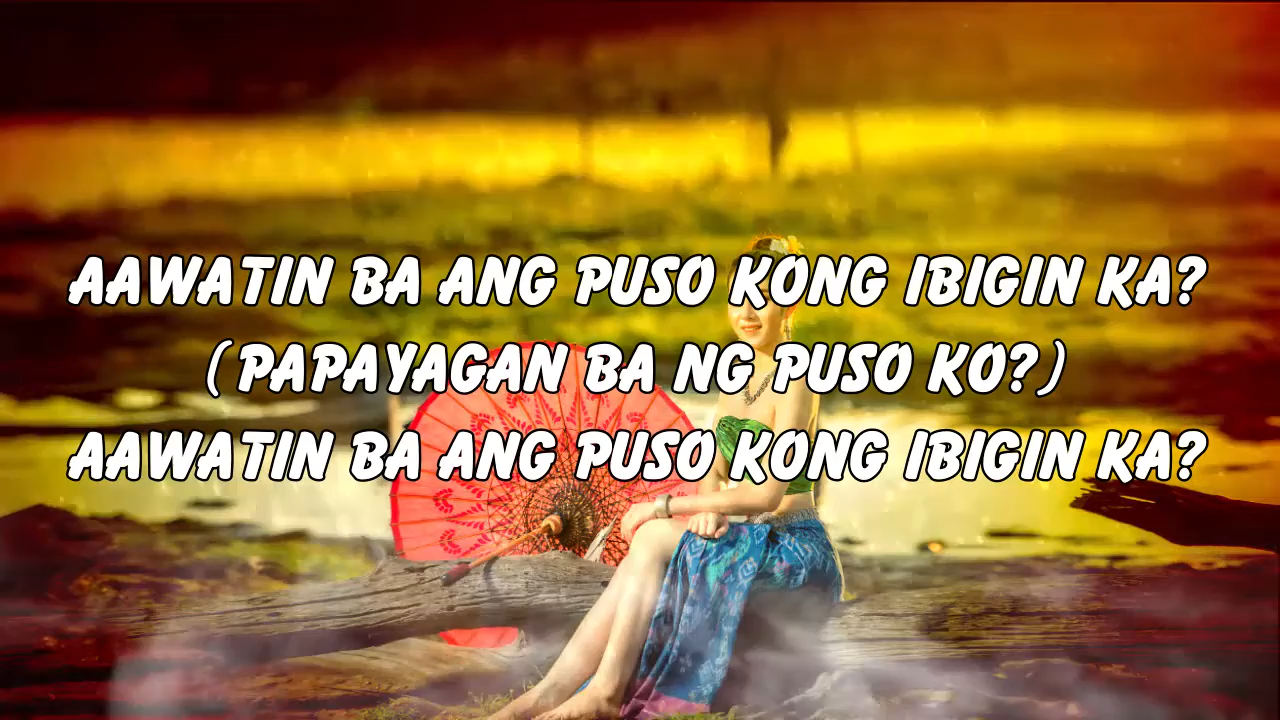 AAWATIN BA ANG PUSO KONG IBIGIN KA?
(PAPAYAGAN BA NG PUSO KO?)
AAWATIN BA ANG PUSO KONG IBIGIN KA?